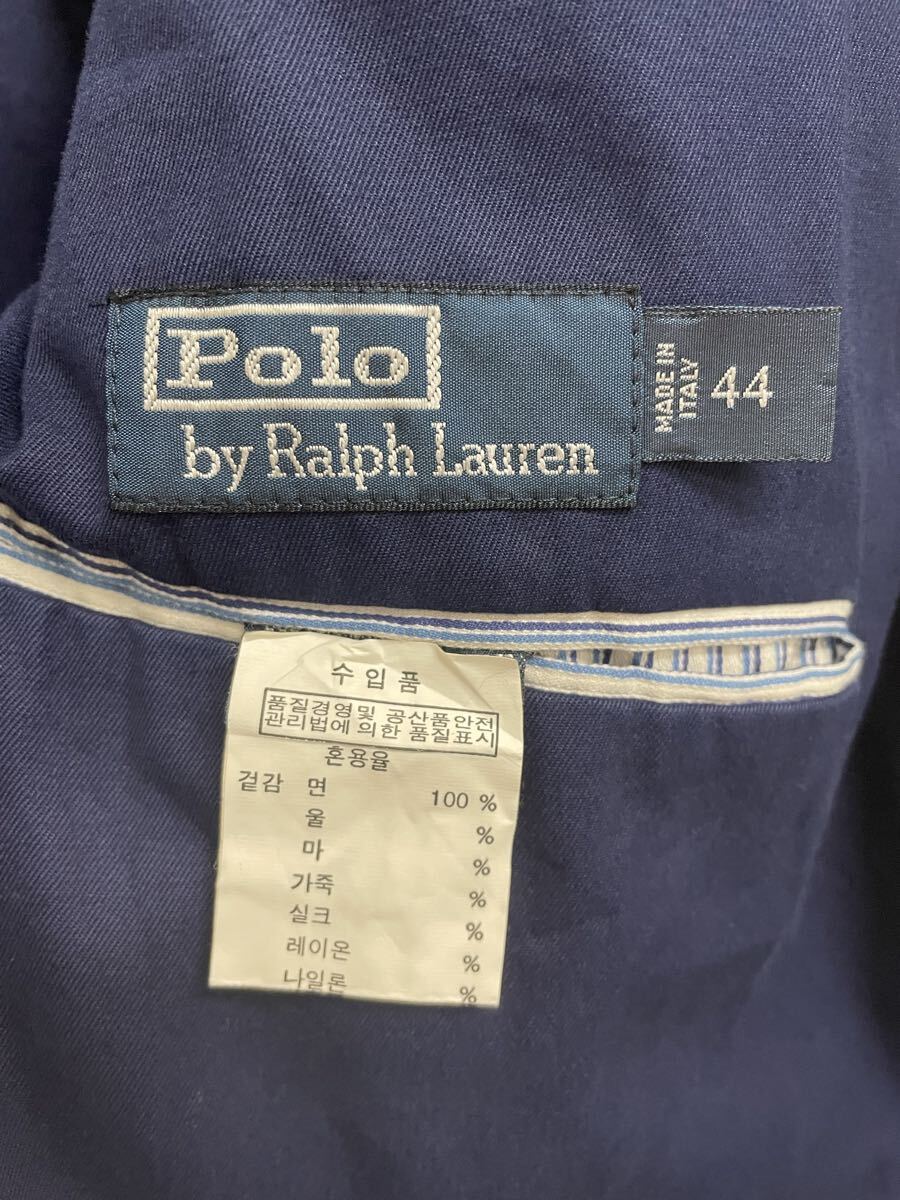 Polo
by Ralph Lauren
MADE IN
ITALY
44
수입품
품질경영및 공산품안전
관리법에 의한 품질표시
혼용율
겉감 면 100 %
울 %
마 %
가죽 %
실크 %
레이온 %
나일론 %